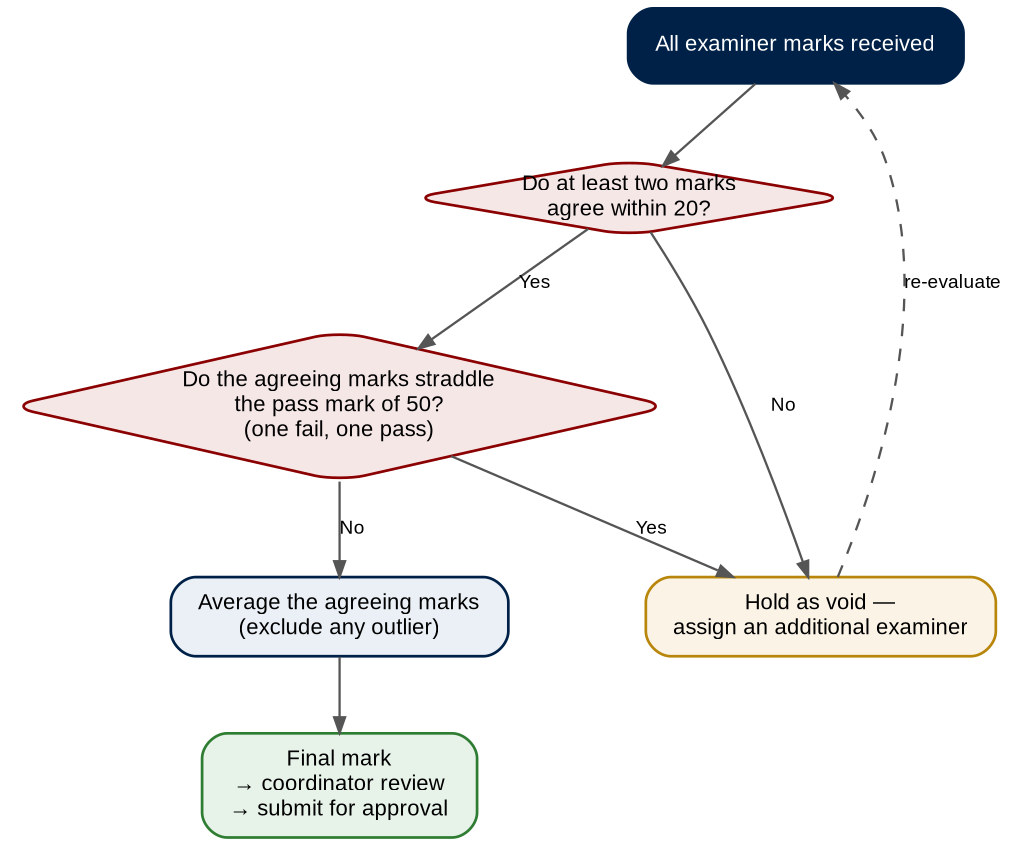 All examiner marks received
Do at least two marks
agree within 20?
Yes
re-evaluate
Do the agreeing marks straddle
the pass mark of 50?
(one fail, one pass)
No
No
Yes
Average the agreeing marks
(exclude any outlier)
Hold as void —
assign an additional examiner
Final mark
→ coordinator review
→ submit for approval